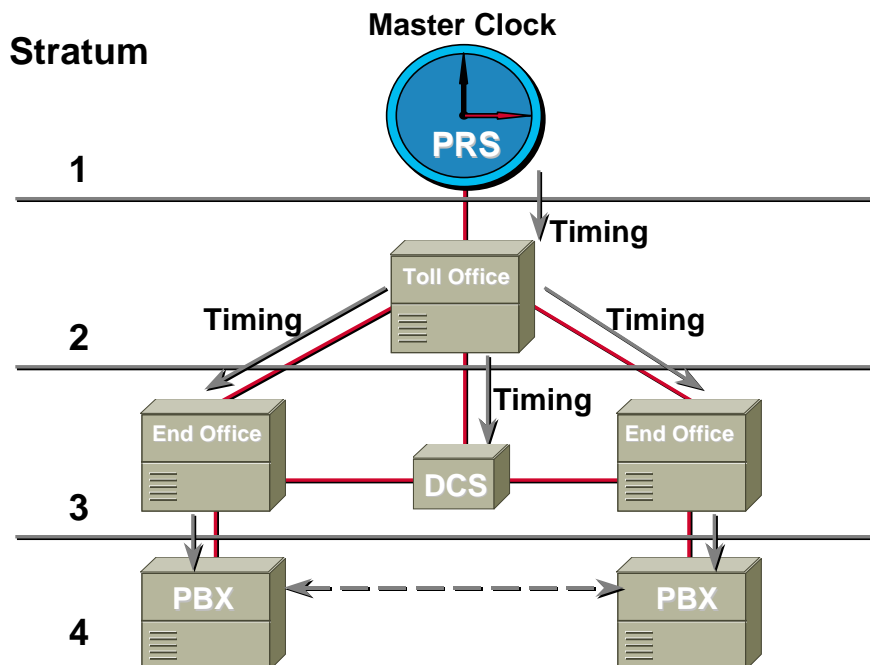 Master Clock
Stratum
PRS
1
Timing
Toll Office
Timing
Timing
2
Timing
End Office
End Office
DCS
3
PBX
PBX
4